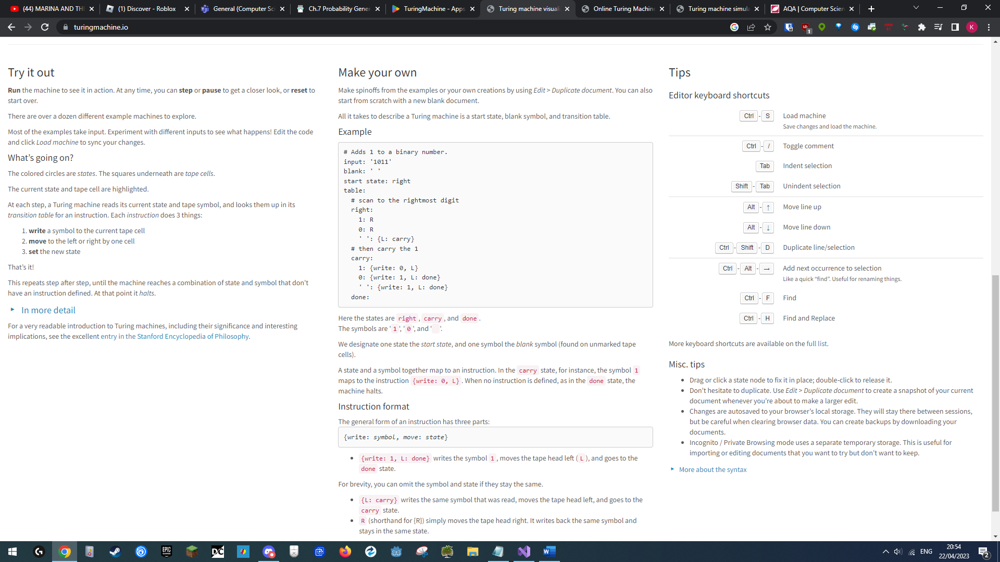 (44) MARINA AND THE
(1) Discover - Roblox
General (Computer Sci
Ch.7 Probability Gener
TuringMachine - Apps
Turing machine visuali
Online Turing Machine
Turing machine simula
AQA | Computer Scien
turingmachine.io
1
K
Try it out
Run the machine to see it in action. At any time, you can step or pause to get a closer look, or reset to
start over.
There are over a dozen different example machines to explore.
Most of the examples take input. Experiment with different inputs to see what happens! Edit the code
and click Load machine to sync your changes.
What's going on?
The colored circles are states. The squares underneath are tape cells.
The current state and tape cell are highlighted.
At each step, a Turing machine reads its current state and tape symbol, and looks them up in its
transition table for an instruction. Each instruction does 3 things:
1. write a symbol to the current tape cell
2. move to the left or right by one cell
3. set the new state
That's it!
This repeats step after step, until the machine reaches a combination of state and symbol that don't
have an instruction defined. At that point it halts.
In more detail
For a very readable introduction to Turing machines, including their significance and interesting
implications, see the excellent entry in the Stanford Encyclopedia of Philosophy.
Make your own
Make spinoffs from the examples or your own creations by using Edit > Duplicate document. You can also
start from scratch with a new blank document.
All it takes to describe a Turing machine is a start state, blank symbol, and transition table.
Example
# Adds 1 to a binary number.
input: '1011'
blank: ' '
start state: right
table:
# scan to the rightmost digit
right:
1: R
0: R
' ': {L: carry}
# then carry the 1
carry:
1: {write: 0, L}
0: {write: 1, L: done}
' ': {write: 1, L: done}
done:
Here the states are right, carry, and done.
The symbols are '1', '0', and ' '.
We designate one state the start state, and one symbol the blank symbol (found on unmarked tape
cells).
A state and a symbol together map to an instruction. In the carry state, for instance, the symbol 1
maps to the instruction {write: 0, L}. When no instruction is defined, as in the done state, the
machine halts.
Instruction format
The general form of an instruction has three parts:
{write: symbol, move: state}
• {write: 1, L: done} writes the symbol 1, moves the tape head left (L), and goes to the
done state.
For brevity, you can omit the symbol and state if they stay the same.
• {L: carry} writes the same symbol that was read, moves the tape head left, and goes to the
carry state.
• R (shorthand for {R}) simply moves the tape head right. It writes back the same symbol and
stays in the same state.
Tips
Editor keyboard shortcuts
Ctrl - S Load machine
Save changes and load the machine.
Ctrl - / Toggle comment
Tab Indent selection
Shift - Tab Unindent selection
Alt - ↑ Move line up
Alt - ↓ Move line down
Ctrl - Shift - D Duplicate line/selection
Ctrl - Alt - → Add next occurrence to selection
Like a quick “find”. Useful for renaming things.
Ctrl - F Find
Ctrl - H Find and Replace
More keyboard shortcuts are available on the full list.
Misc. tips
• Drag or click a state node to fix it in place; double-click to release it.
• Don't hesitate to duplicate. Use Edit > Duplicate document to create a snapshot of your current
document whenever you're about to make a larger edit.
• Changes are autosaved to your browser's local storage. They will stay there between sessions,
but be careful when clearing browser data. You can create backups by downloading your
documents.
• Incognito / Private Browsing mode uses a separate temporary storage. This is useful for
importing or editing documents that you want to try but don't want to keep.
More about the syntax
EPIC
GAMES
DC
ENG
20:54
22/04/2023
2